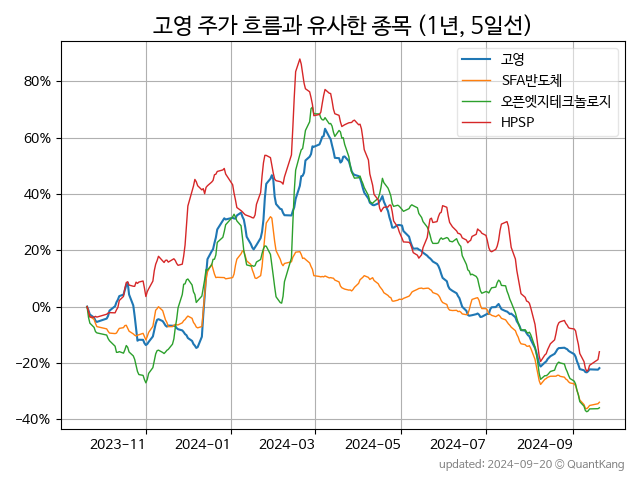 고영 주가 흐름과 유사한 종목 (1년, 5일선)
고영
SFA반도체
오픈엣지테크놀로지
HPSP
80%
60%
40%
20%
0%
−20%
−40%
2023-11
2024-01
2024-03
2024-05
2024-07
2024-09
updated: 2024-09-20 © QuantKang